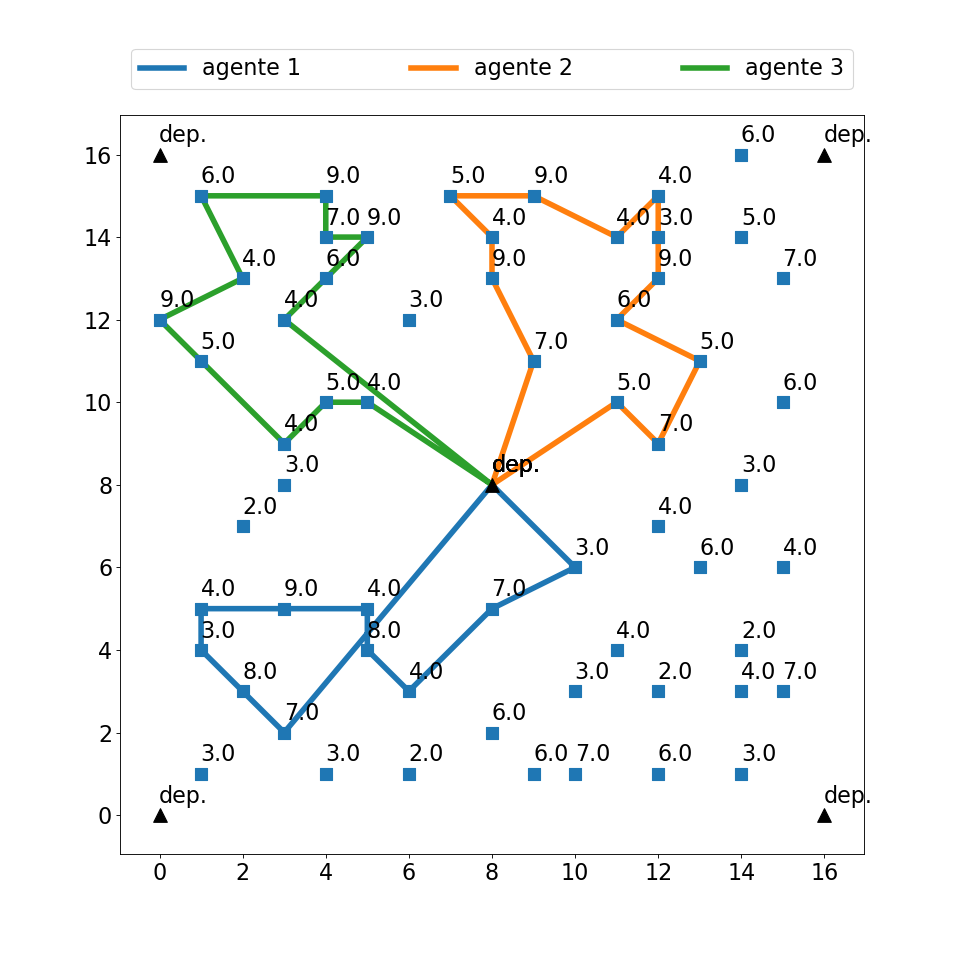 agente 1 agente 2 agente 3
dep. 6.0 dep.
16
6.0 9.0 5.0 9.0 4.0
7.0 9.0 4.0 4.0 3.0 5.0
14
4.0 6.0 9.0 9.0 7.0
9.0 4.0 3.0 6.0
12
5.0 7.0 5.0
5.0 4.0 5.0 6.0
10
4.0 7.0
3.0 dep. 3.0
8
2.0 4.0
3.0 6.0 4.0
6
4.0 9.0 4.0 7.0
3.0 8.0 4.0 2.0
4
8.0 4.0 3.0 2.0 4.0 7.0
7.0 6.0
2
3.0 3.0 2.0 6.0 7.0 6.0 3.0
dep. dep.
0
0 2 4 6 8 10 12 14 16